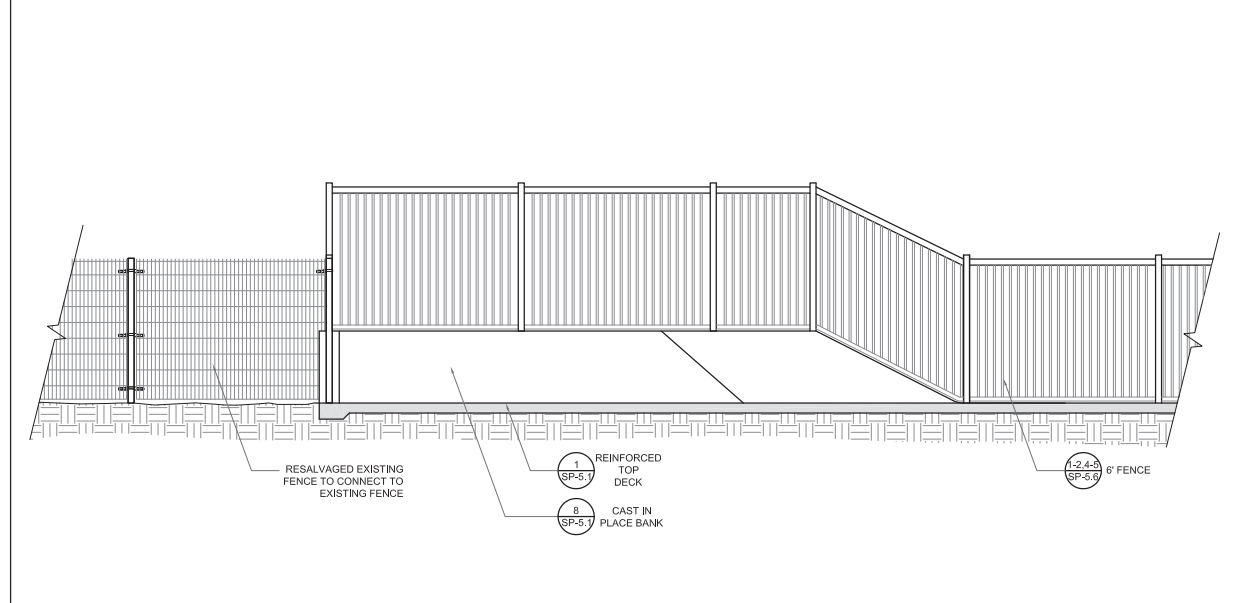 RESALVAGED EXISTING
FENCE TO CONNECT TO
EXISTING FENCE
1
SP-5.1
REINFORCED
TOP
DECK
8
SP-5.1
CAST IN
PLACE BANK
1-2,4-5
SP-5.6
6' FENCE